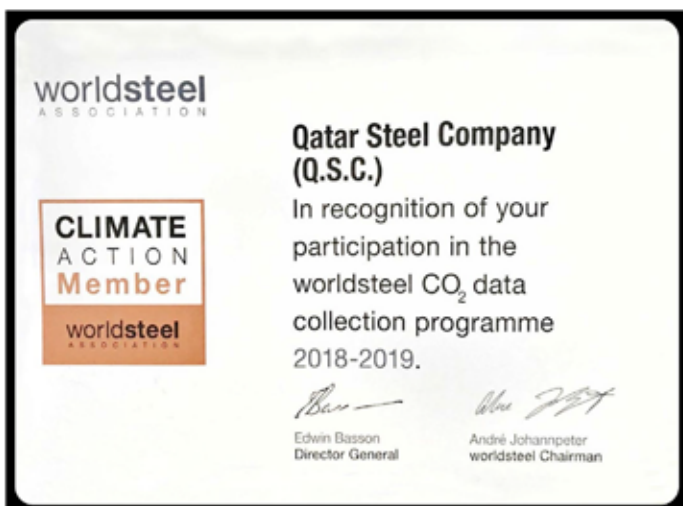 worldsteel
ASSOCIATION
CLIMATE
ACTION
Member
worldsteel
ASSOCIATION
Qatar Steel Company
(Q.S.C.)
In recognition of your
participation in the
worldsteel CO₂ data
collection programme
2018-2019.
Edwin Basson
Director General
André Johannpeter
worldsteel Chairman